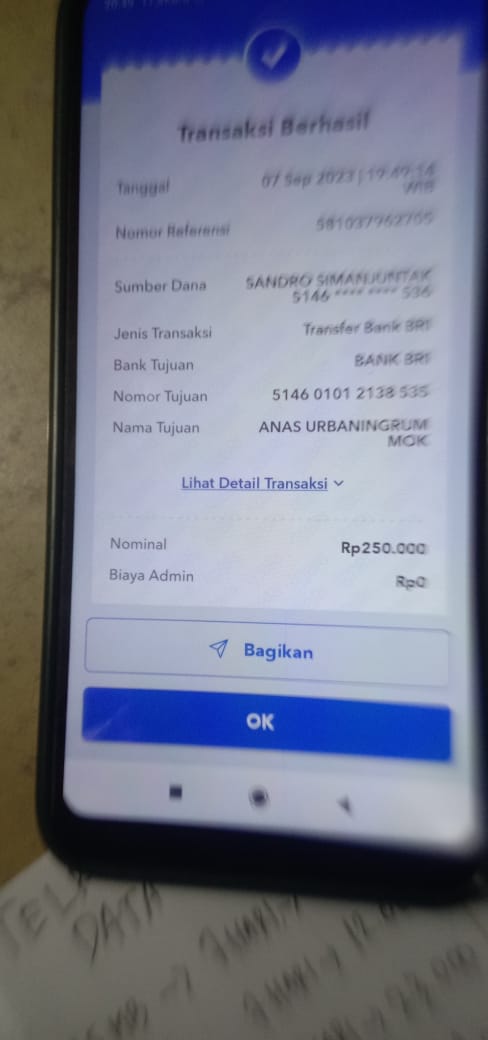 Transaksi Berhasil
Tanggal 07 Sep 2023 | 19:49:14
WIB
Nomor Referensi
Sumber Dana SANDRO SIMANJUNTAK
5146 **** **** 536
Jenis Transaksi Transfer Bank BRI
Bank Tujuan BANK BRI
Nomor Tujuan 5146 0101 2138 535
Nama Tujuan ANAS URBANINGRUM
MOK
Lihat Detail Transaksi
Nominal Rp250.000
Biaya Admin Rp0
Bagikan
OK
DATA